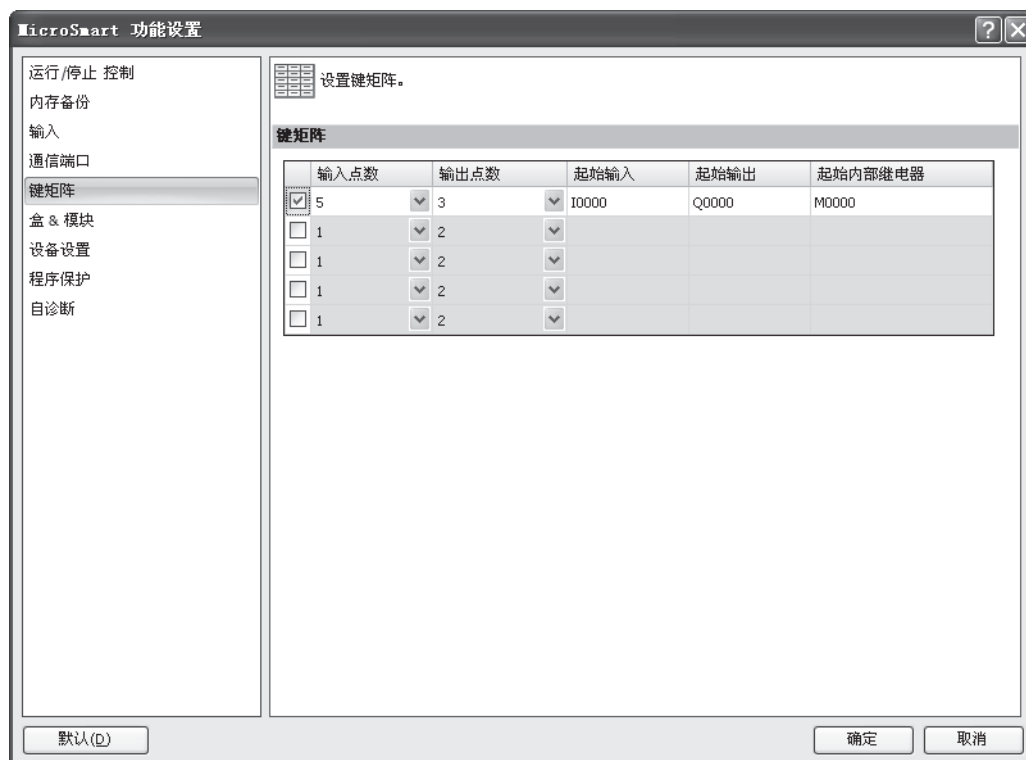 MicroSmart 功能设置
运行/停止 控制
内存备份
输入
通信端口
键矩阵
盒 & 模块
设备设置
程序保护
自诊断
设置键矩阵。
键矩阵
输入点数 输出点数 起始输入 起始输出 起始内部继电器
5 3 I0000 Q0000 M0000
1 2
1 2
1 2
1 2
默认(D) 确定 取消